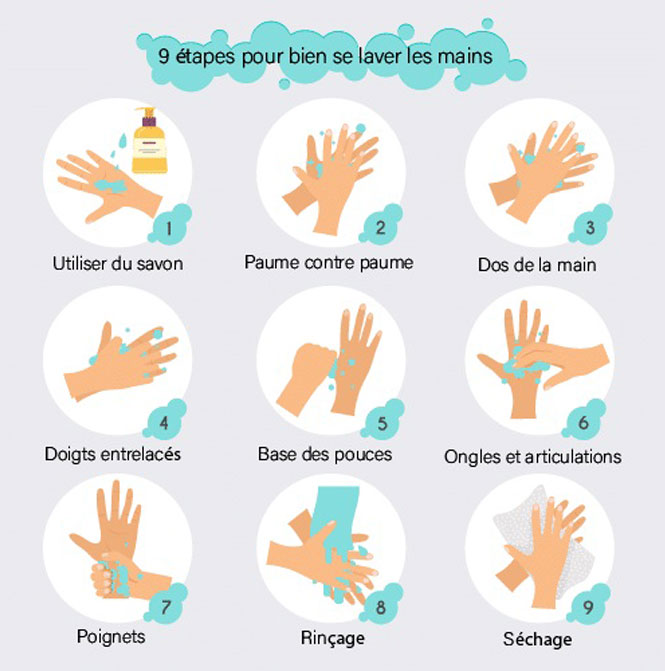 9 étapes pour bien se laver les mains
1
Utiliser du savon
2
Paume contre paume
3
Dos de la main
4
Doigts entrelacés
5
Base des pouces
6
Ongles et articulations
7
Poignets
8
Rinçage
9
Séchage